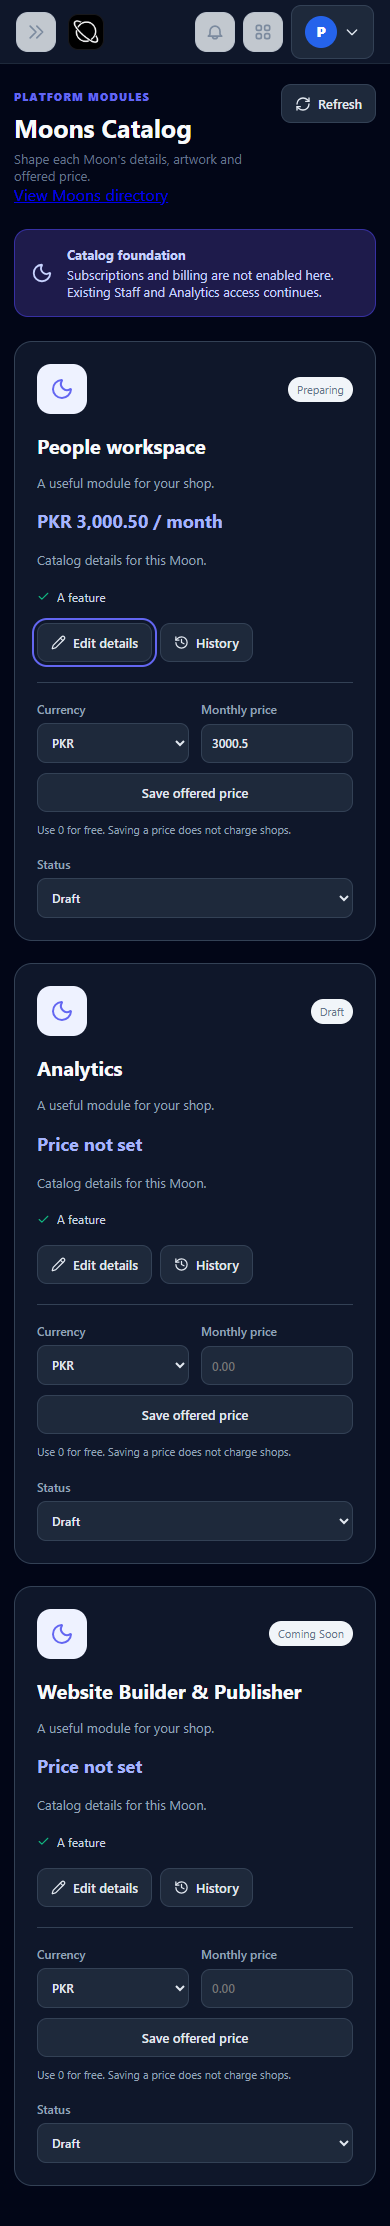 P
PLATFORM MODULES
Refresh
Moons Catalog
Shape each Moon's details, artwork and
offered price.
View Moons directory
Catalog foundation
Subscriptions and billing are not enabled here.
Existing Staff and Analytics access continues.
Preparing
People workspace
A useful module for your shop.
PKR 3,000.50 / month
Catalog details for this Moon.
A feature
Edit details
History
Currency
Monthly price
PKR
3000.5
Save offered price
Use 0 for free. Saving a price does not charge shops.
Status
Draft
Draft
Analytics
A useful module for your shop.
Price not set
Catalog details for this Moon.
A feature
Edit details
History
Currency
Monthly price
PKR
0.00
Save offered price
Use 0 for free. Saving a price does not charge shops.
Status
Draft
Coming Soon
Website Builder & Publisher
A useful module for your shop.
Price not set
Catalog details for this Moon.
A feature
Edit details
History
Currency
Monthly price
PKR
0.00
Save offered price
Use 0 for free. Saving a price does not charge shops.
Status
Draft